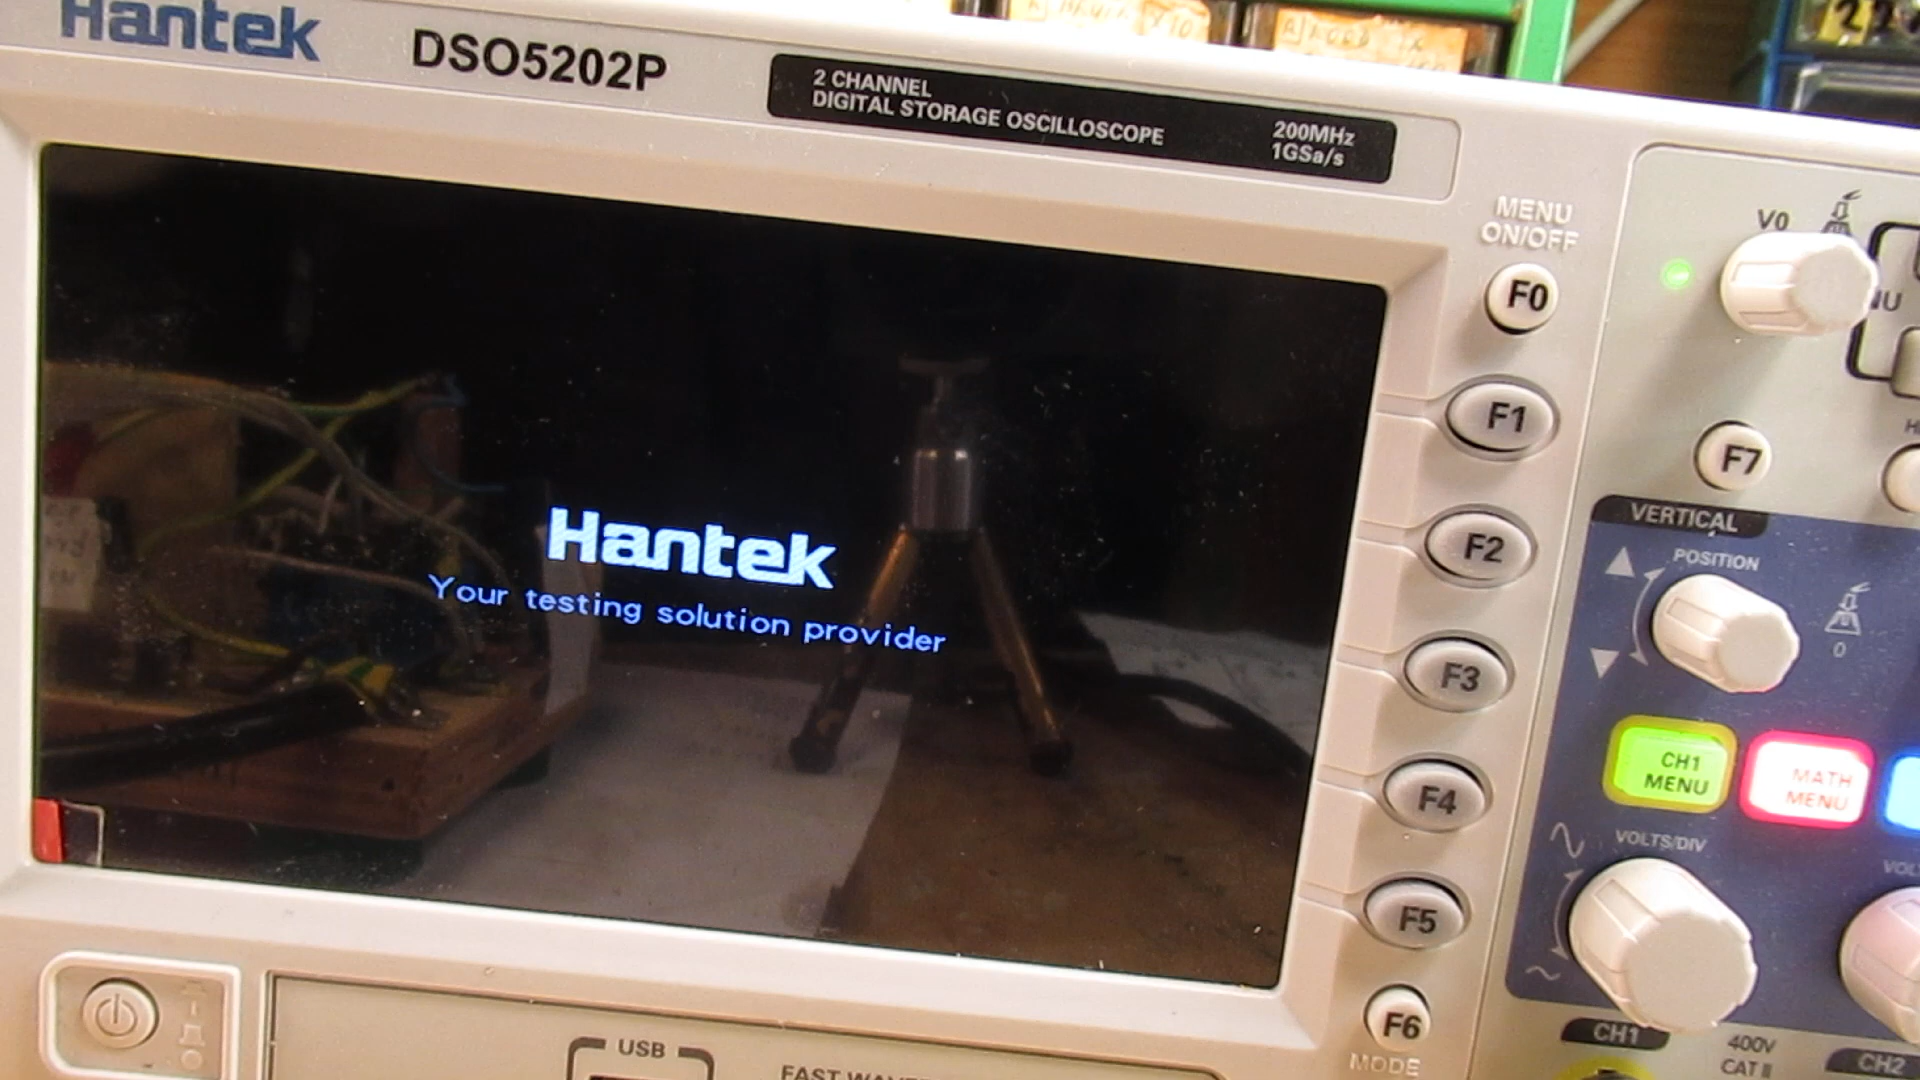 Hantek
DSO5202P
2 CHANNEL
DIGITAL STORAGE OSCILLOSCOPE
200MHz
1GSa/s
MENU
ON/OFF
V0
F0
F1
F7
F2
VERTICAL
POSITION
Hantek
Your testing solution provider
0
F3
CH1
MENU
MATH
MENU
F4
VOLTS/DIV
F5
F6
MODE
CH1
400V
CAT II
CH2
USB